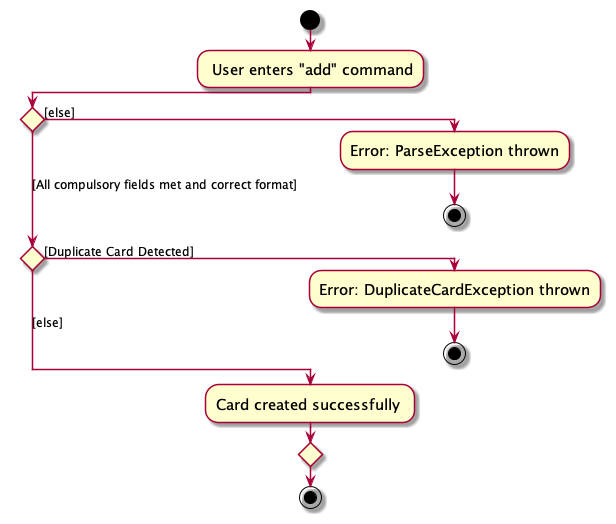 User enters "add" command
[else]
Error: ParseException thrown
[All compulsory fields met and correct format]
[Duplicate Card Detected]
Error: DuplicateCardException thrown
[else]
Card created successfully